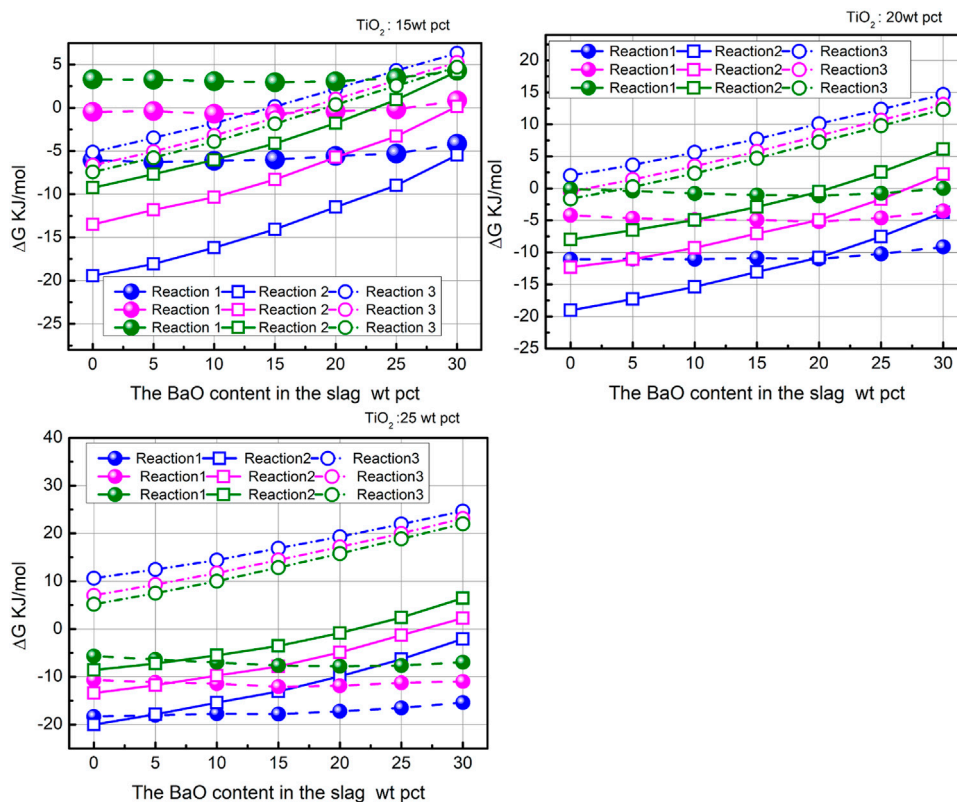 TiO2: 15wt pct
ΔG KJ/mol
5
0
-5
-10
-15
-20
-25
Reaction 1 Reaction 2 Reaction 3
Reaction 1 Reaction 2 Reaction 3
Reaction 1 Reaction 2 Reaction 3
0 5 10 15 20 25 30
The BaO content in the slag wt pct
TiO2: 20wt pct
ΔG KJ/mol
20
15
10
5
0
-5
-10
-15
-20
-25
Reaction1 Reaction2 Reaction3
Reaction1 Reaction2 Reaction3
Reaction1 Reaction2 Reaction3
0 5 10 15 20 25 30
The BaO content in the slag wt pct
TiO2:25 wt pct
ΔG KJ/mol
40
30
20
10
0
-10
-20
Reaction1 Reaction2 Reaction3
Reaction1 Reaction2 Reaction3
Reaction1 Reaction2 Reaction3
0 5 10 15 20 25 30
The BaO content in the slag wt pct